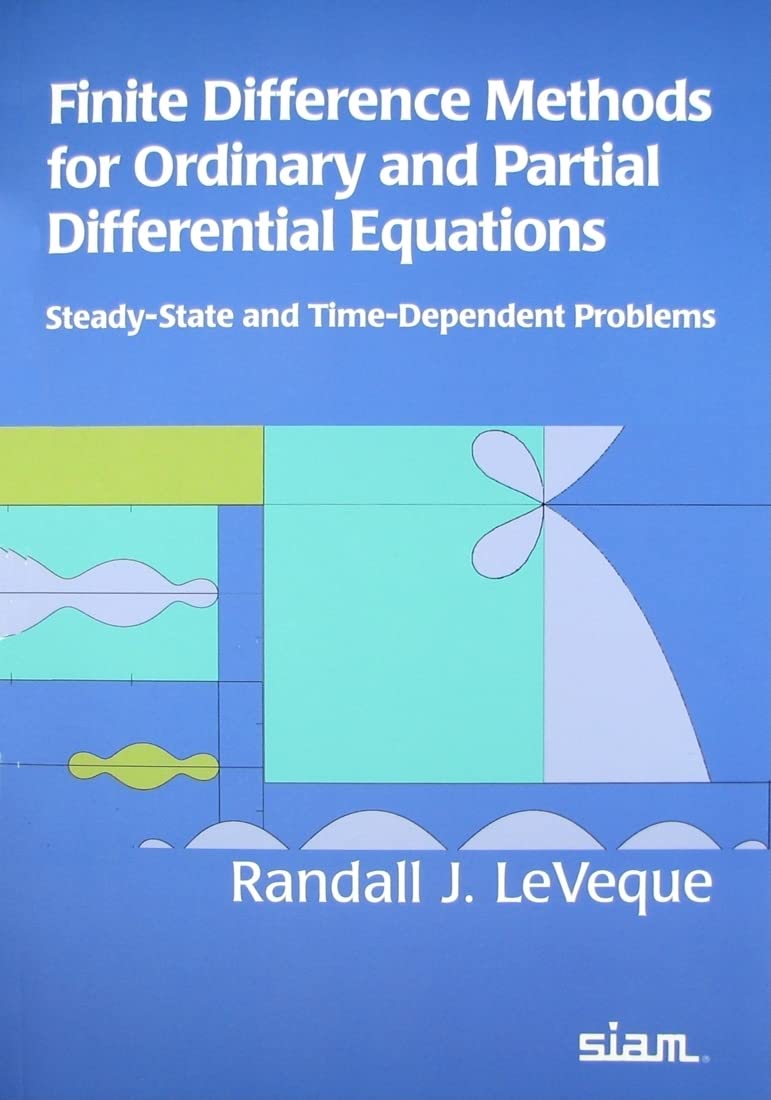 Finite Difference Methods
for Ordinary and Partial
Differential Equations
Steady-State and Time-Dependent Problems
Randall J. LeVeque
siam®